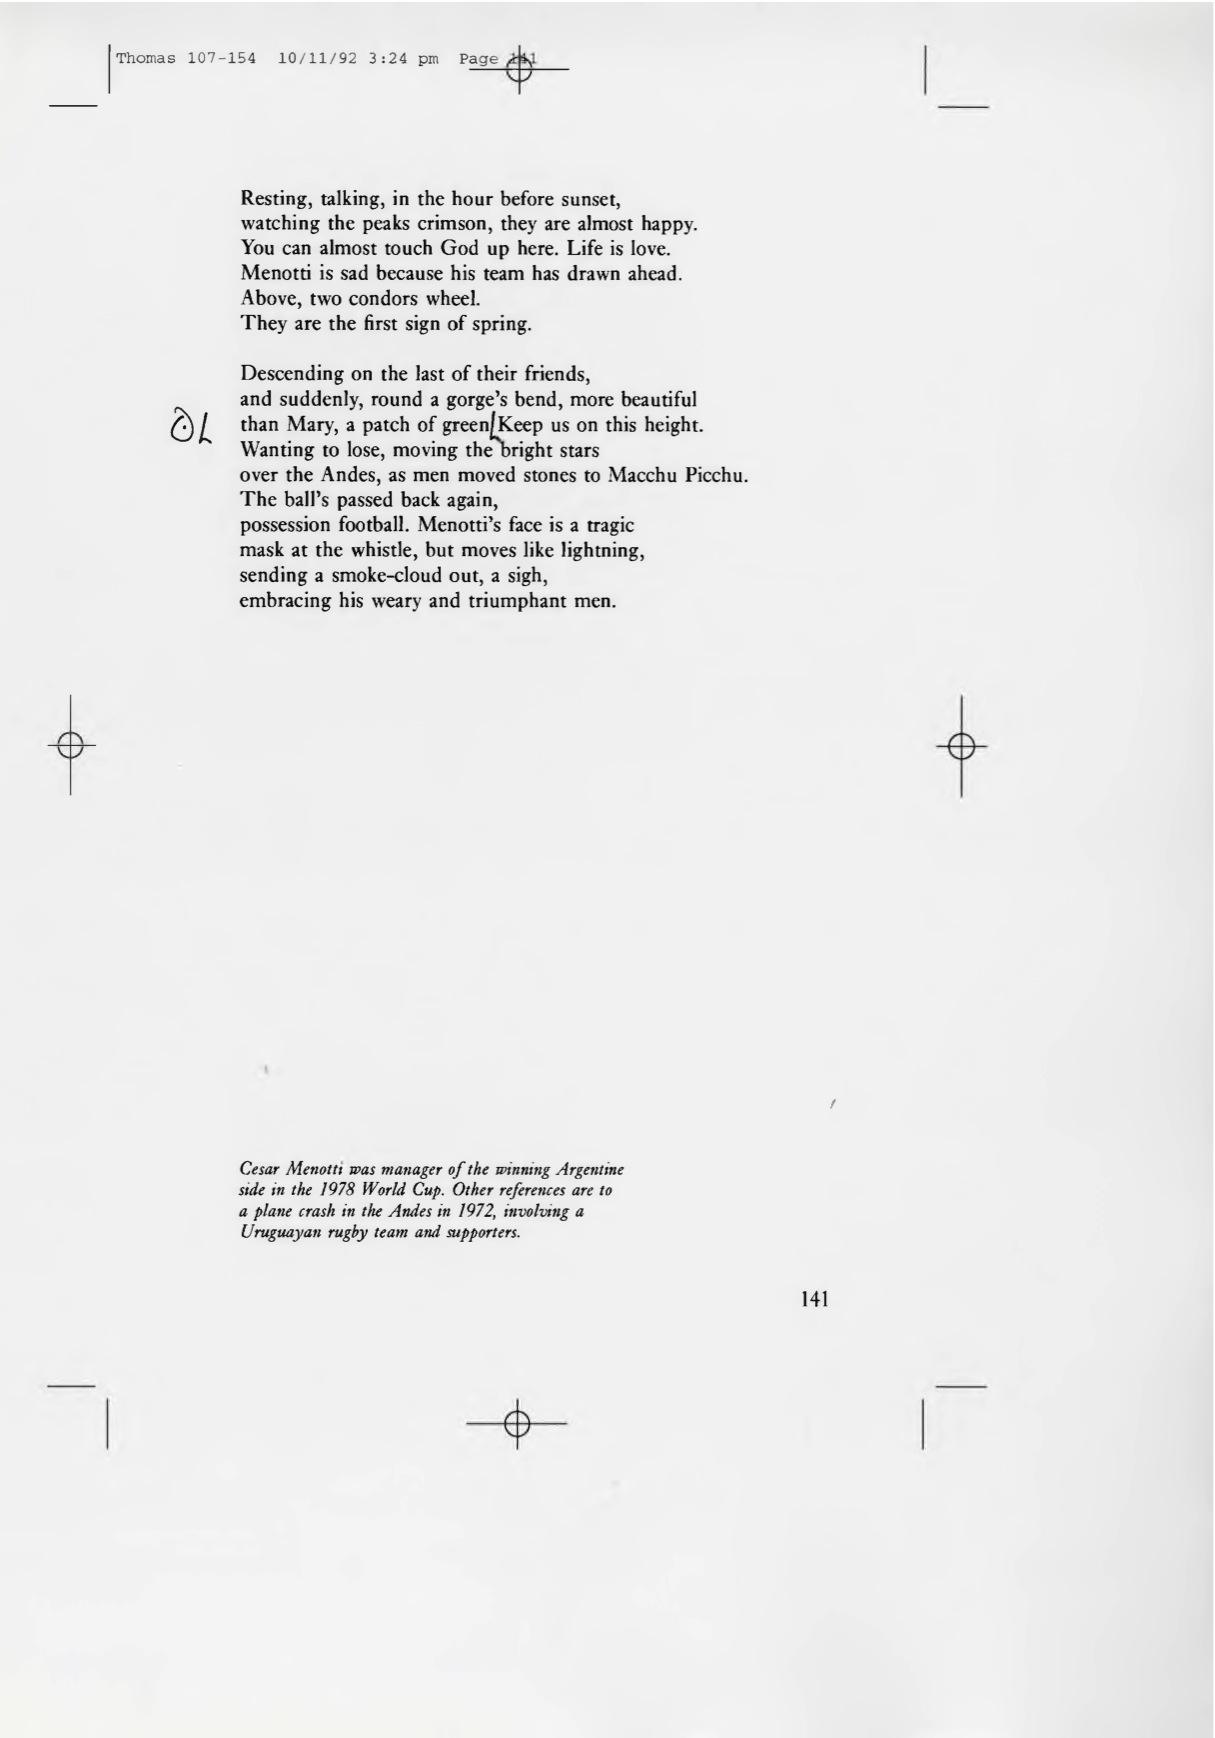 Thomas 107-154 10/11/92 3:24 pm Page 141
Resting, talking, in the hour before sunset,
watching the peaks crimson, they are almost happy.
You can almost touch God up here. Life is love.
Menotti is sad because his team has drawn ahead.
Above, two condors wheel.
They are the first sign of spring.
Descending on the last of their friends,
and suddenly, round a gorge's bend, more beautiful
than Mary, a patch of green Keep us on this height.
Wanting to lose, moving the bright stars
over the Andes, as men moved stones to Macchu Picchu.
The ball's passed back again,
possession football. Menotti's face is a tragic
mask at the whistle, but moves like lightning,
sending a smoke-cloud out, a sigh,
embracing his weary and triumphant men.
Cesar Menotti was manager of the winning Argentine
side in the 1978 World Cup. Other references are to
a plane crash in the Andes in 1972, involving a
Uruguayan rugby team and supporters.
141